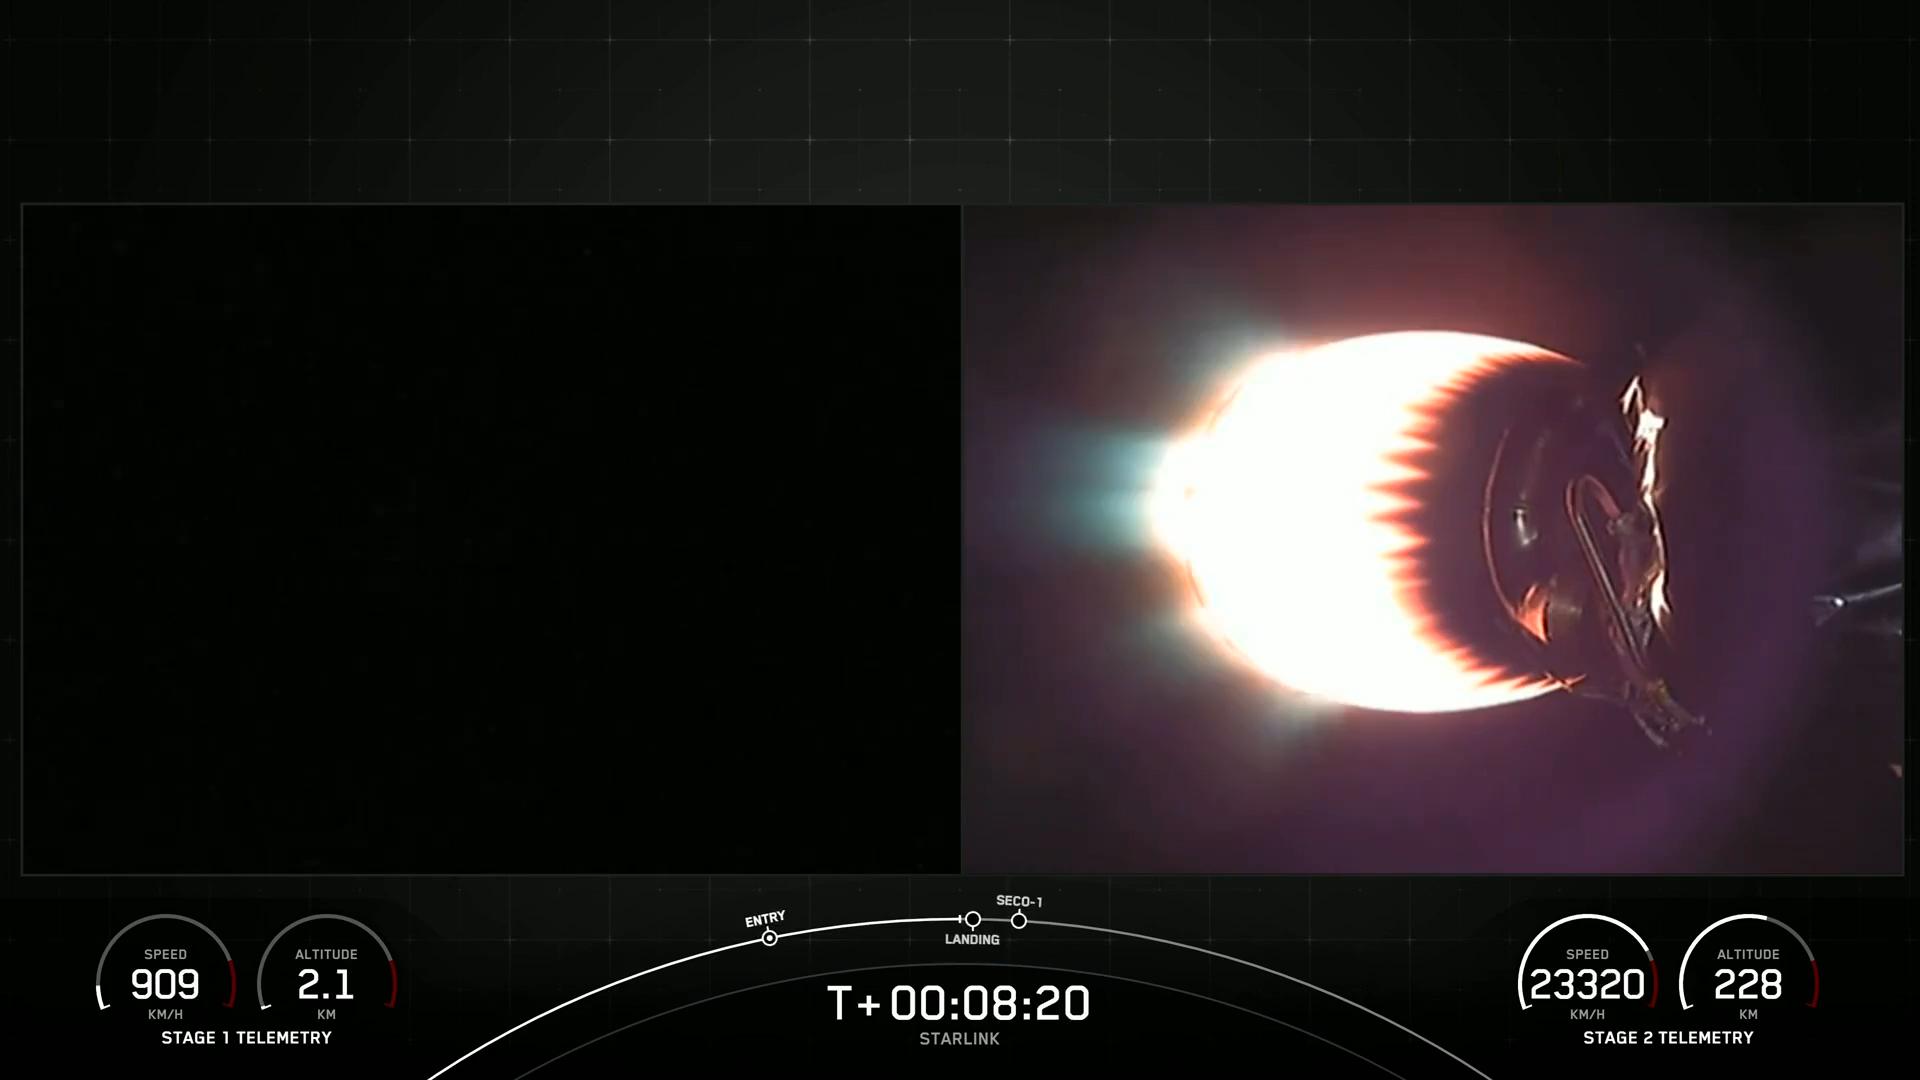 SECO-1
ENTRY
LANDING
SPEED
909
KM/H
ALTITUDE
2.1
KM
STAGE 1 TELEMETRY
T+00:08:20
STARLINK
SPEED
23320
KM/H
ALTITUDE
228
KM
STAGE 2 TELEMETRY